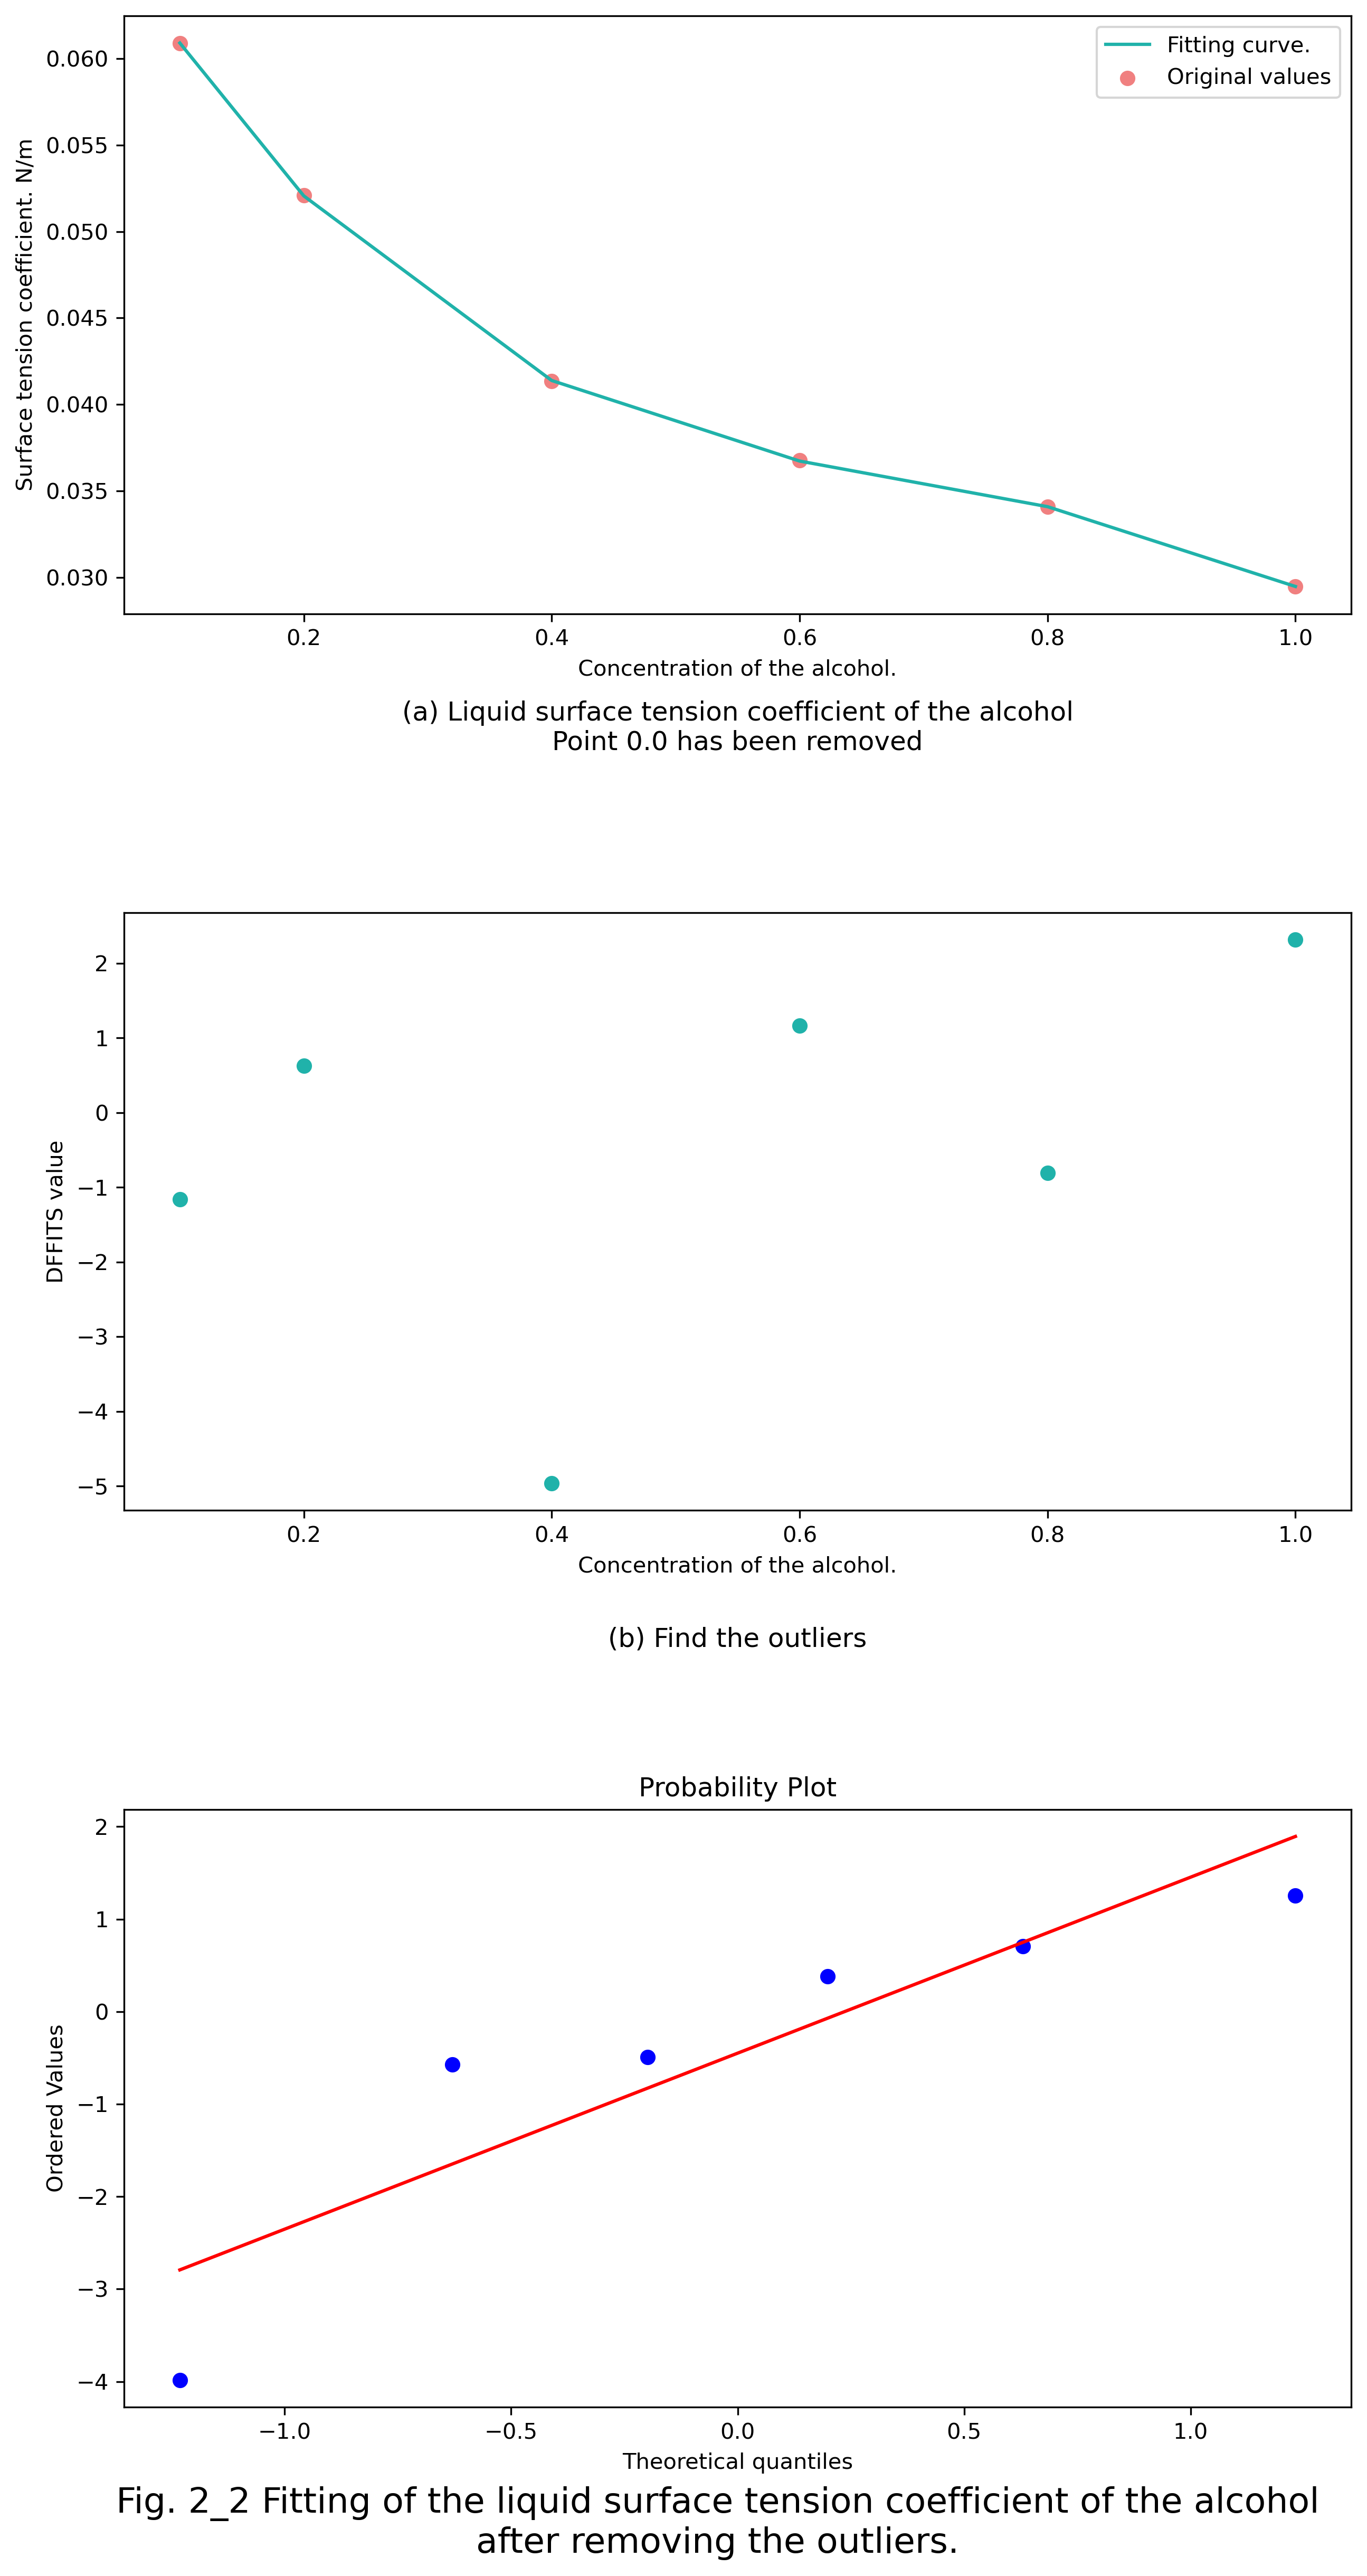 0.060
0.055
0.050
0.045
0.040
0.035
0.030
Surface tension coefficient. N/m
Fitting curve.
Original values
0.2 0.4 0.6 0.8 1.0
Concentration of the alcohol.
(a) Liquid surface tension coefficient of the alcohol
Point 0.0 has been removed
2
1
0
−1
−2
−3
−4
−5
DFFITS value
0.2 0.4 0.6 0.8 1.0
Concentration of the alcohol.
(b) Find the outliers
Probability Plot
2
1
0
−1
−2
−3
−4
Ordered Values
−1.0 −0.5 0.0 0.5 1.0
Theoretical quantiles
Fig. 2_2 Fitting of the liquid surface tension coefficient of the alcohol
after removing the outliers.